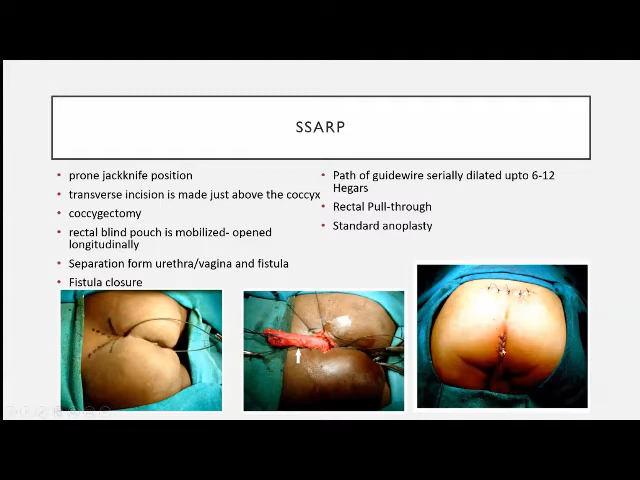 SSARP
prone jackknife position
transverse incision is made just above the coccyx
coccygectomy
rectal blind pouch is mobilized- opened
longitudinally
Separation form urethra/vagina and fistula
Fistula closure
Path of guidewire serially dilated upto 6-12
Hegars
Rectal Pull-through
Standard anoplasty